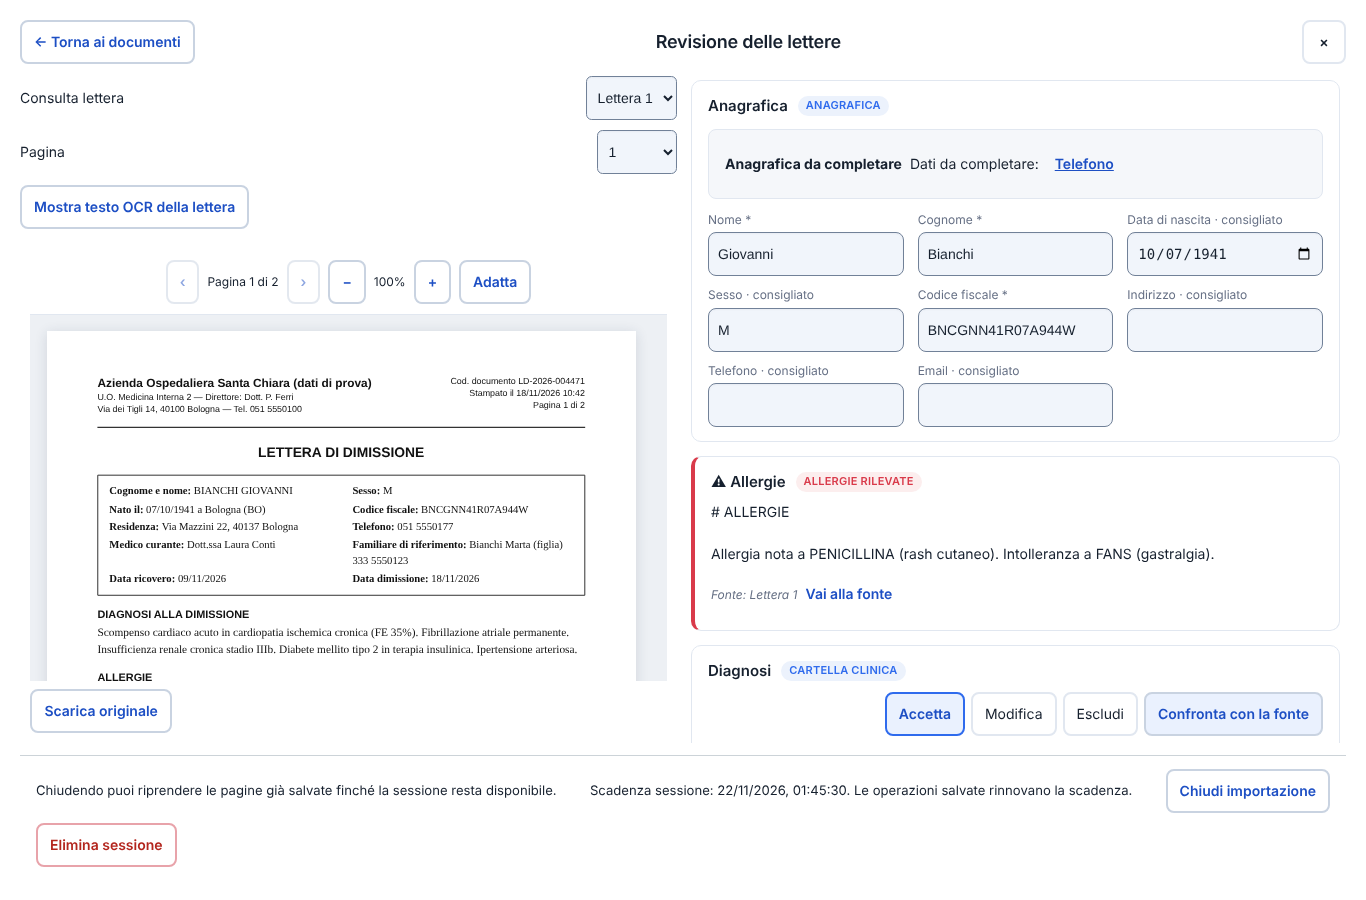 ← Torna ai documenti
Revisione delle lettere
×
Consulta lettera
Lettera 1
Pagina
1
Mostra testo OCR della lettera
‹ Pagina 1 di 2 › − 100% + Adatta
Azienda Ospedaliera Santa Chiara (dati di prova)
U.O. Medicina Interna 2 — Direttore: Dott. P. Ferri
Via dei Tigli 14, 40100 Bologna — Tel. 051 5550100
Cod. documento LD-2026-004471
Stampato il 18/11/2026 10:42
Pagina 1 di 2
LETTERA DI DIMISSIONE
Cognome e nome: BIANCHI GIOVANNI
Sesso: M
Nato il: 07/10/1941 a Bologna (BO)
Codice fiscale: BNCGNN41R07A944W
Residenza: Via Mazzini 22, 40137 Bologna
Telefono: 051 5550177
Medico curante: Dott.ssa Laura Conti
Familiare di riferimento: Bianchi Marta (figlia)
333 5550123
Data ricovero: 09/11/2026
Data dimissione: 18/11/2026
DIAGNOSI ALLA DIMISSIONE
Scompenso cardiaco acuto in cardiopatia ischemica cronica (FE 35%). Fibrillazione atriale permanente.
Insufficienza renale cronica stadio IIIb. Diabete mellito tipo 2 in terapia insulinica. Ipertensione arteriosa.
ALLERGIE
Scarica originale
Anagrafica ANAGRAFICA
Anagrafica da completare Dati da completare: Telefono
Nome *
Cognome *
Data di nascita · consigliato
Giovanni
Bianchi
10/07/1941
Sesso · consigliato
Codice fiscale *
Indirizzo · consigliato
M
BNCGNN41R07A944W
Telefono · consigliato
Email · consigliato
⚠ Allergie ALLERGIE RILEVATE
# ALLERGIE
Allergia nota a PENICILLINA (rash cutaneo). Intolleranza a FANS (gastralgia).
Fonte: Lettera 1 Vai alla fonte
Diagnosi CARTELLA CLINICA
Accetta
Modifica
Escludi
Confronta con la fonte
Chiudendo puoi riprendere le pagine già salvate finché la sessione resta disponibile.
Scadenza sessione: 22/11/2026, 01:45:30. Le operazioni salvate rinnovano la scadenza.
Chiudi importazione
Elimina sessione